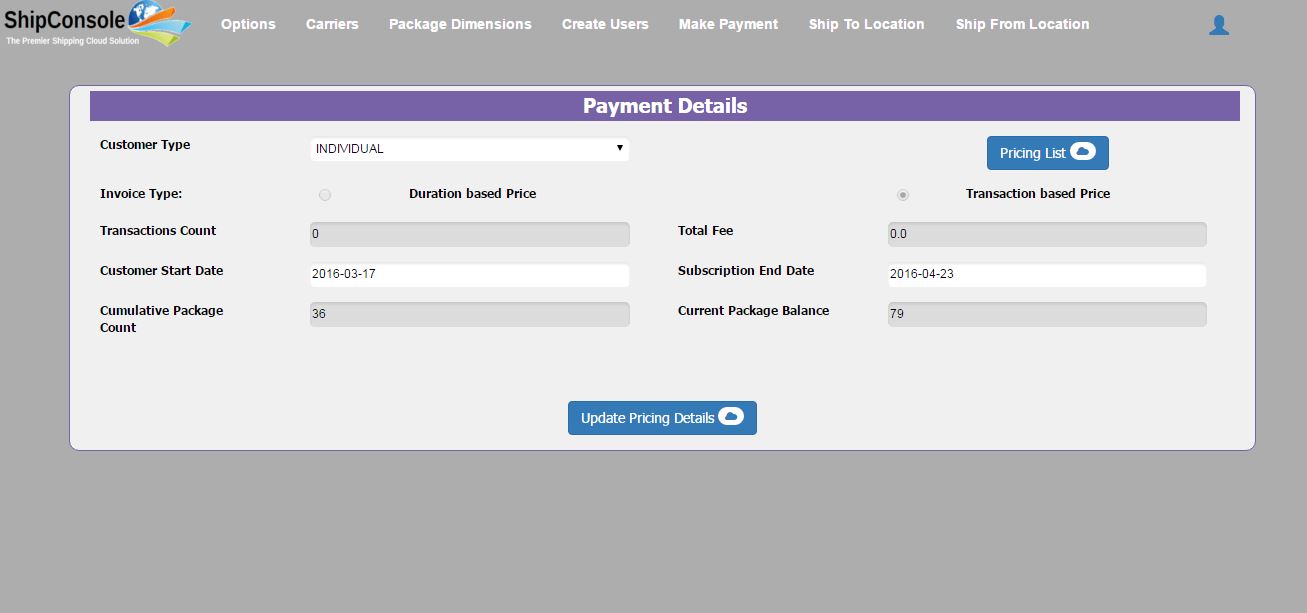 ShipConsole
The Premier Shipping Cloud Solution
Options Carriers Package Dimensions Create Users Make Payment Ship To Location Ship From Location
Payment Details
Customer Type INDIVIDUAL Pricing List
Invoice Type: Duration based Price Transaction based Price
Transactions Count 0 Total Fee 0.0
Customer Start Date 2016-03-17 Subscription End Date 2016-04-23
Cumulative Package Count 36 Current Package Balance 79
Update Pricing Details